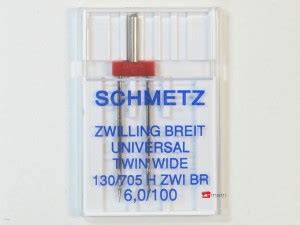 SCHMETZ
ZWILLING BREIT
UNIVERSAL
TWIN WIDE
130/705 H ZWI BR
6,0/100